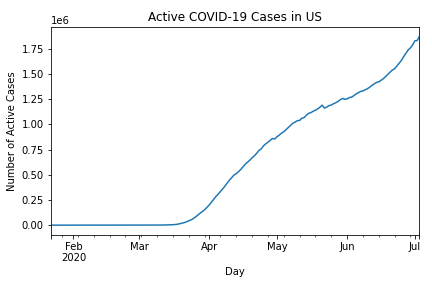 Active COVID-19 Cases in US
1e6
1.75
1.50
1.25
1.00
0.75
0.50
0.25
0.00
Number of Active Cases
Feb Mar Apr May Jun Jul
2020
Day